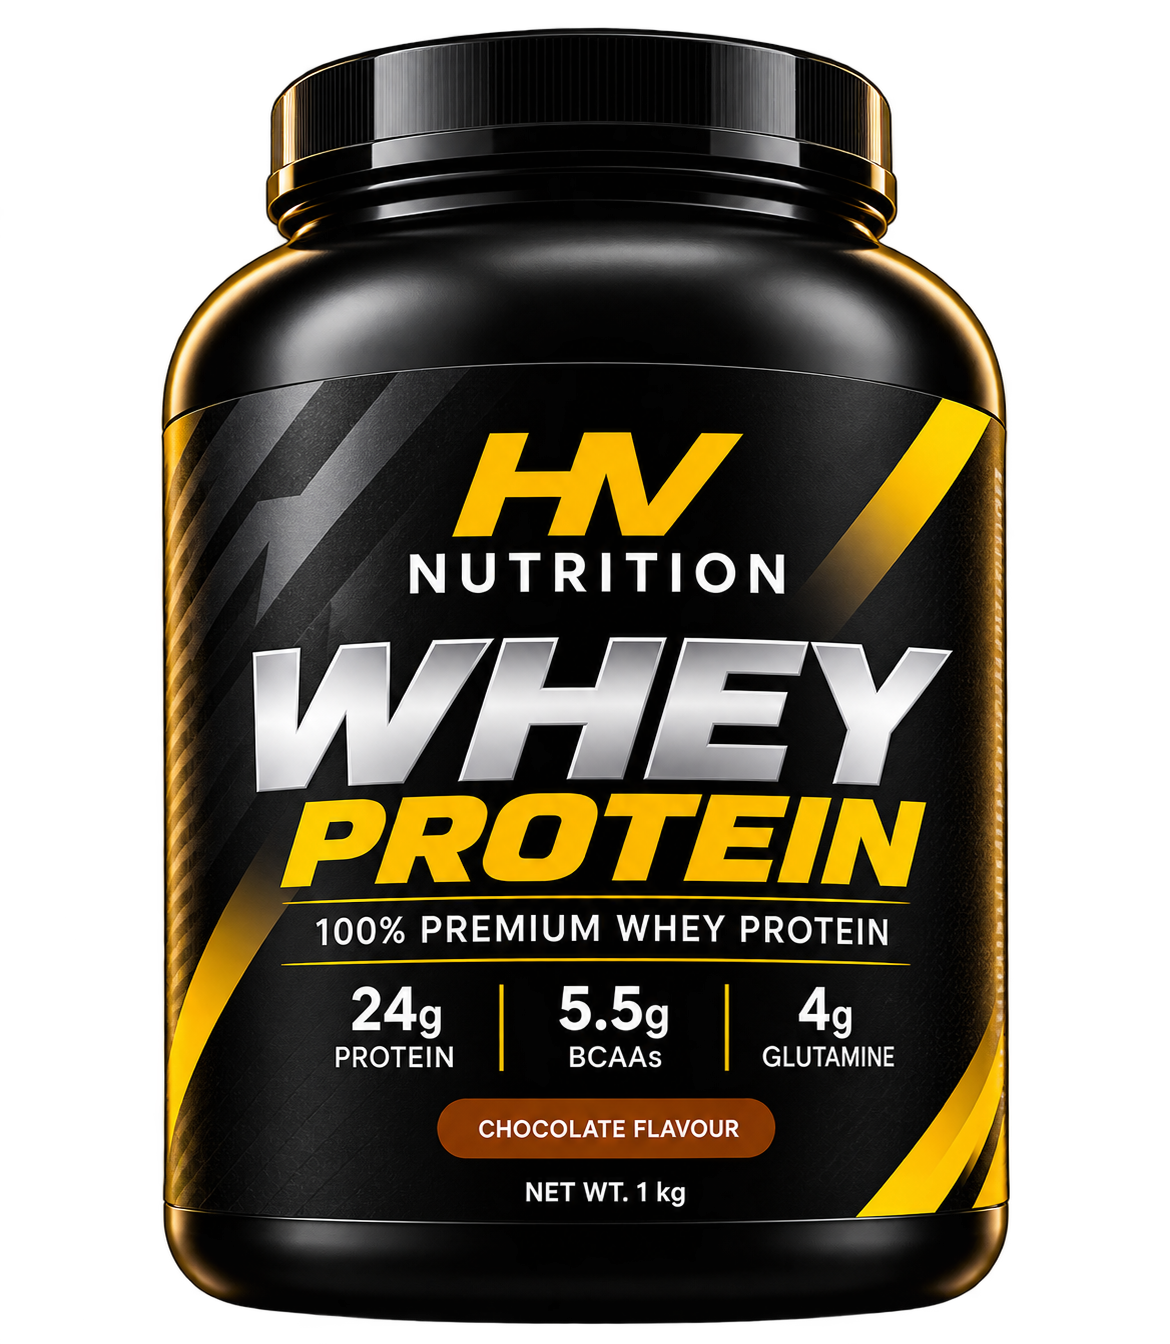 HN
NUTRITION
WHEY
PROTEIN
100% PREMIUM WHEY PROTEIN
24g 5.5g 4g
PROTEIN BCAAs GLUTAMINE
CHOCOLATE FLAVOUR
NET WT. 1 kg